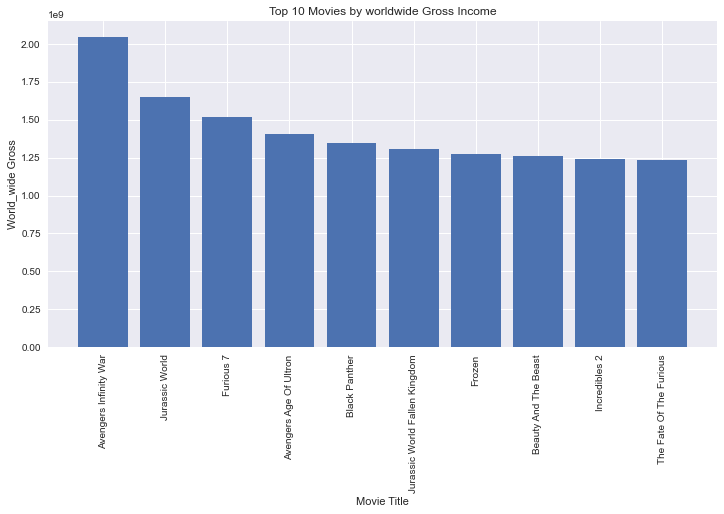 Top 10 Movies by worldwide Gross Income
1e9
2.00
1.75
1.50
1.25
1.00
0.75
0.50
0.25
0.00
World_wide Gross
Avengers Infinity War
Jurassic World
Furious 7
Avengers Age Of Ultron
Black Panther
Jurassic World Fallen Kingdom
Frozen
Beauty And The Beast
Incredibles 2
The Fate Of The Furious
Movie Title